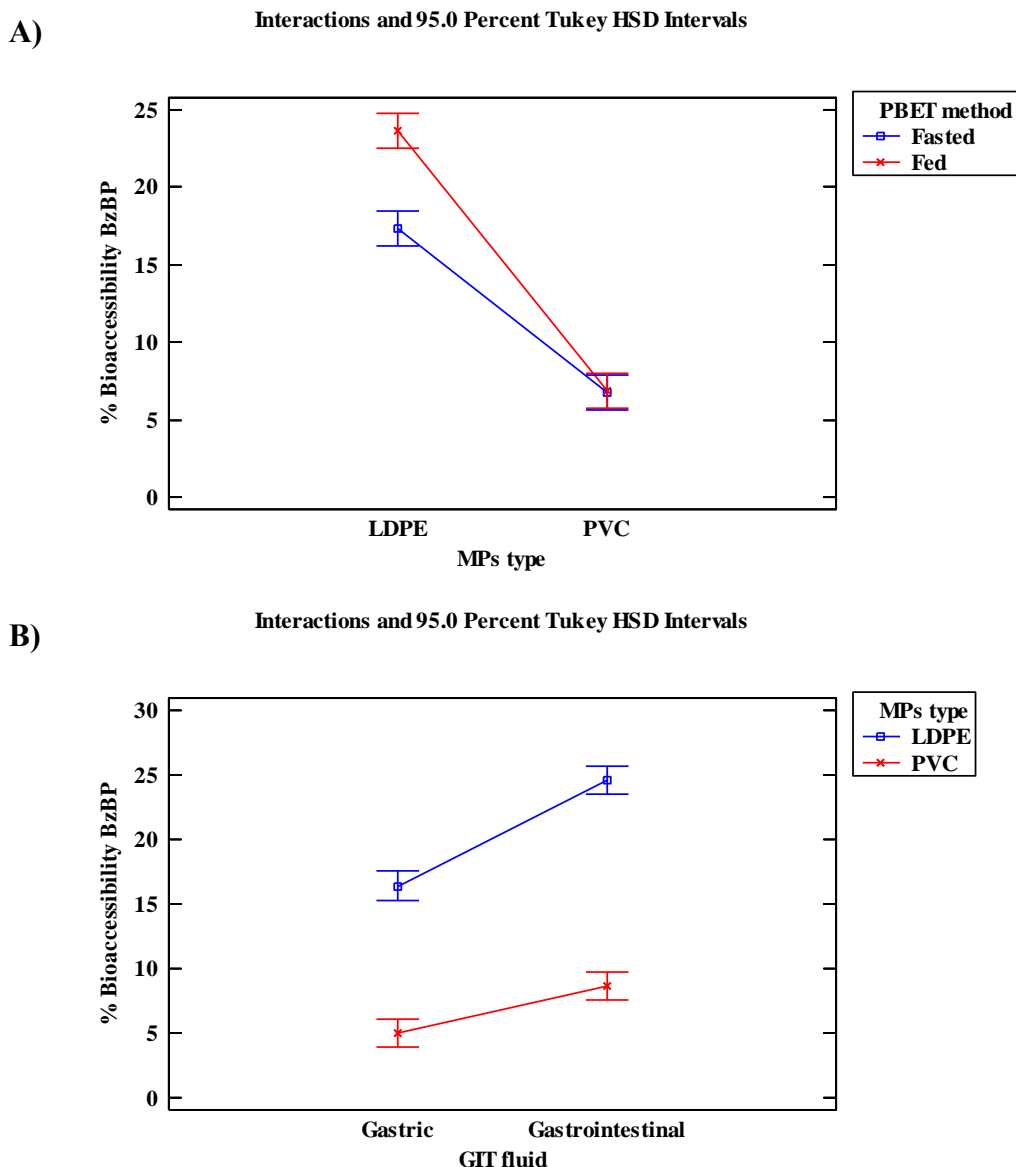 A)
Interactions and 95.0 Percent Tukey HSD Intervals
25
20
15
10
5
0
% Bioaccessibility BzBP
LDPE
PVC
MPs type
PBET method
Fasted
Fed
B)
Interactions and 95.0 Percent Tukey HSD Intervals
30
25
20
15
10
5
0
% Bioaccessibility BzBP
Gastric
Gastrointestinal
GIT fluid
MPs type
LDPE
PVC